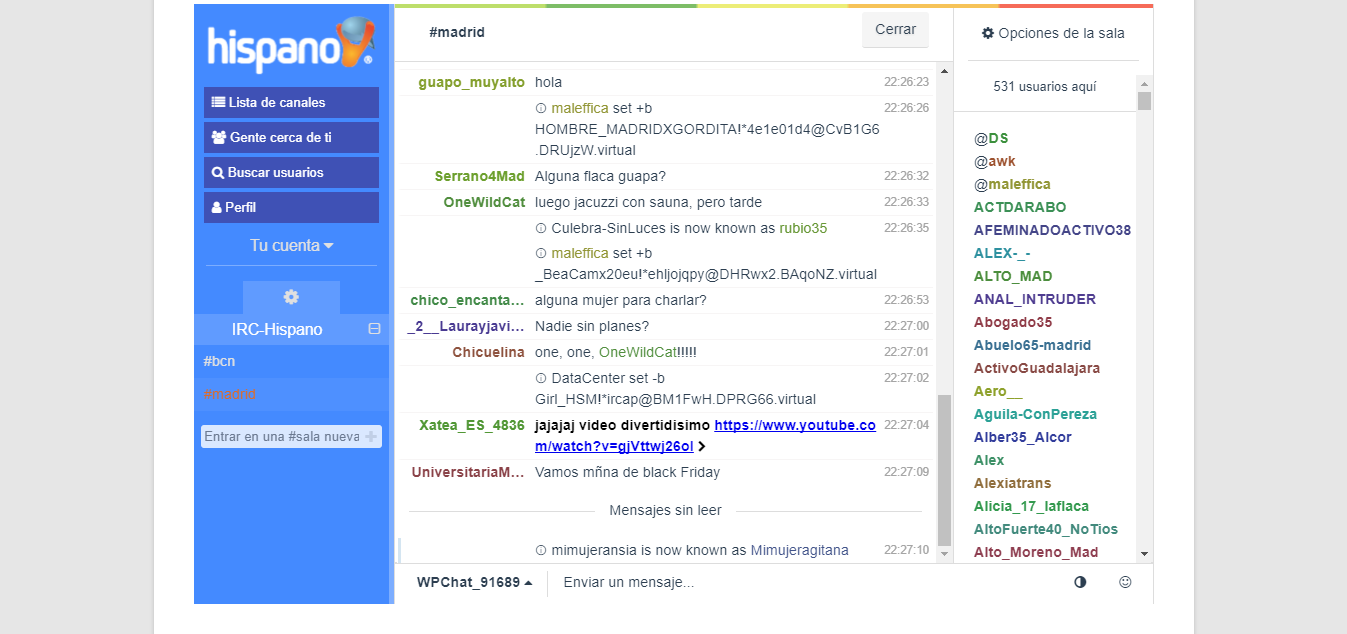 hispano
®
Lista de canales
Gente cerca de ti
Buscar usuarios
Perfil
Tu cuenta
IRC-Hispano
#bcn
#madrid
Entrar en una #sala nueva
#madrid
Cerrar
guapo_muyalto hola 22:26:23
maleffica set +b 22:26:26
HOMBRE_MADRIDXGORDITA!*4e1e01d4@CvB1G6
.DRUjzW.virtual
Serrano4Mad Alguna flaca guapa? 22:26:32
OneWildCat luego jacuzzi con sauna, pero tarde 22:26:33
Culebra-SinLuces is now known as rubio35 22:26:35
maleffica set +b
_BeaCamx20eu!*ehljojqpy@DHRwx2.BAqoNZ.virtual
chico_encanta... alguna mujer para charlar? 22:26:53
_2__Laurayjavi... Nadie sin planes? 22:27:00
Chicuelina one, one, OneWildCat!!!!! 22:27:01
DataCenter set -b 22:27:02
Girl_HSM!*ircap@BM1FwH.DPRG66.virtual
Xatea_ES_4836 jajajaj video divertidisimo https://www.youtube.co 22:27:04
m/watch?v=gjVttwj26oI
UniversitariaM... Vamos mñna de black Friday 22:27:09
Mensajes sin leer
mimujeransia is now known as Mimujeragitana 22:27:10
WPChat_91689
Enviar un mensaje...
Opciones de la sala
531 usuarios aquí
@DS
@awk
@maleffica
ACTDARABO
AFEMINADOACTIVO38
ALEX-_-
ALTO_MAD
ANAL_INTRUDER
Abogado35
Abuelo65-madrid
ActivoGuadalajara
Aero__
Aguila-ConPereza
Alber35_Alcor
Alex
Alexiatrans
Alicia_17_laflaca
AltoFuerte40_NoTios
Alto_Moreno_Mad